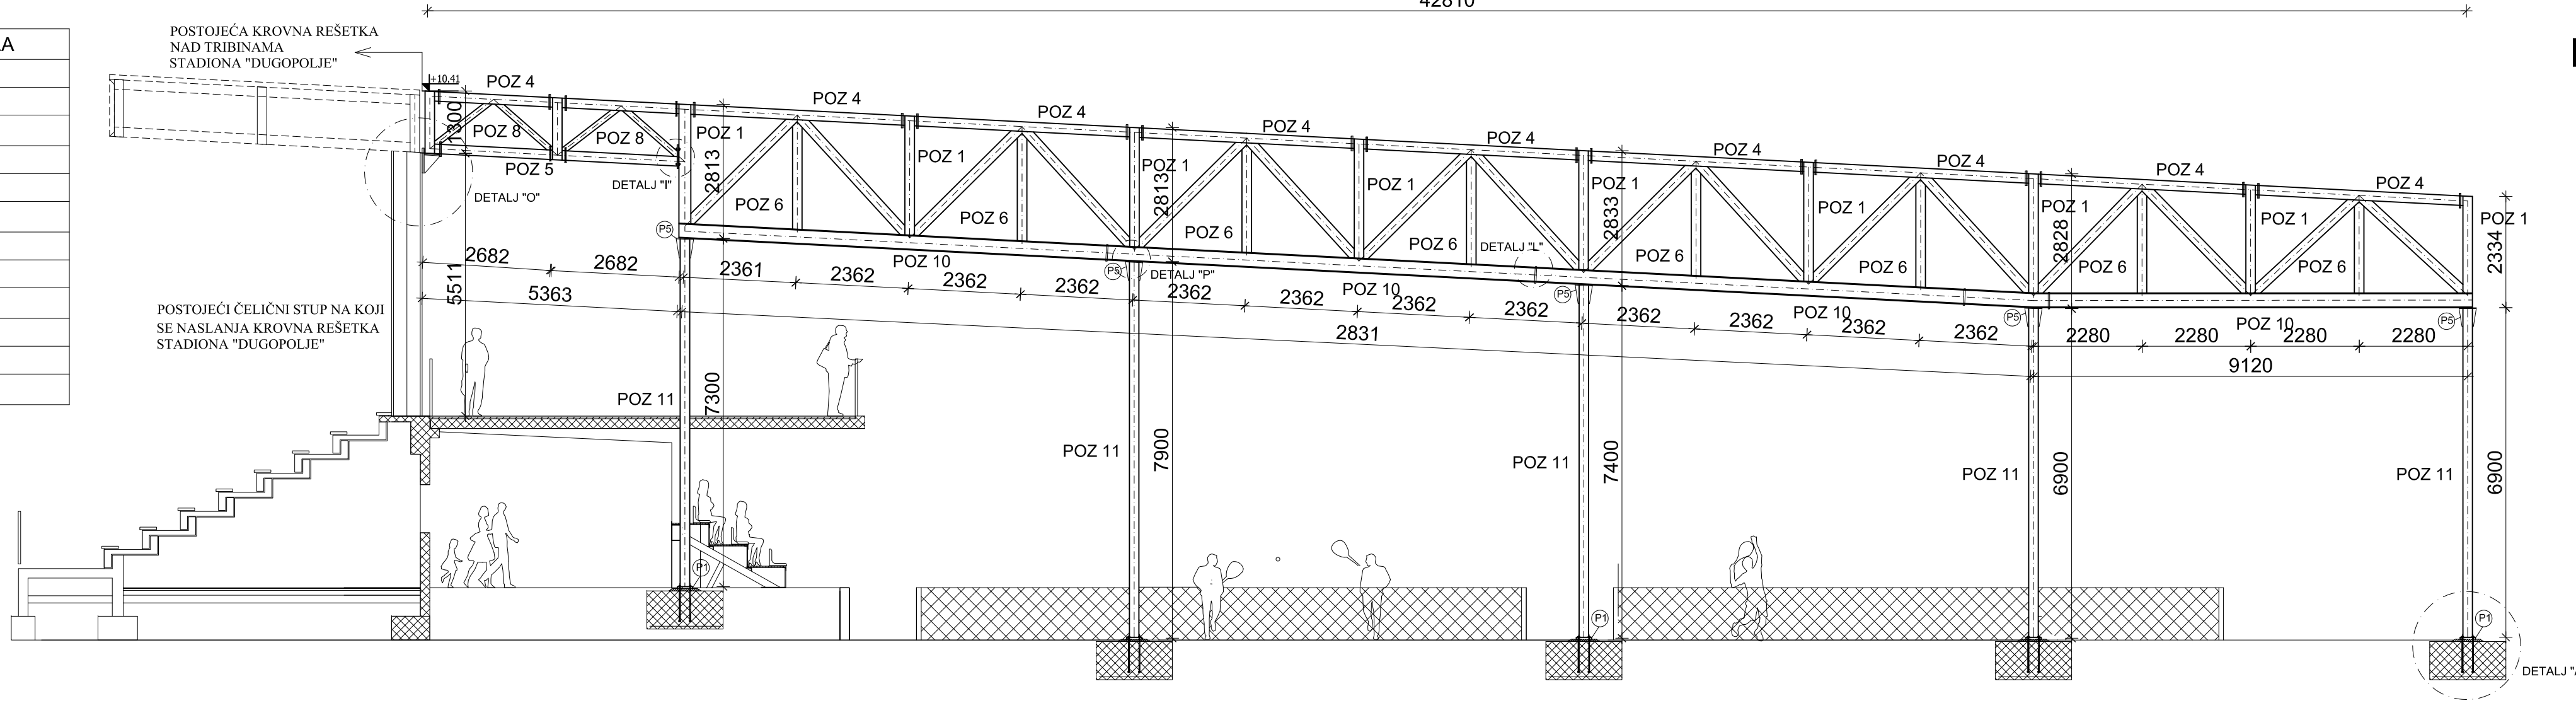 42810
A
POSTOJEĆA KROVNA REŠETKA
NAD TRIBINAMA
STADIONA "DUGOPOLJE"
+10,41
POZ 4
POZ 4
POZ 4
POZ 4
POZ 4
POZ 4
POZ 4
POZ 4
POZ 4
1300
POZ 8
POZ 8
POZ 5
POZ 1
POZ 1
POZ 1
POZ 1
POZ 1
POZ 1
POZ 1
POZ 1
POZ 1
2813
2813
2833
2828
2334
DETALJ "O"
DETALJ "I"
POZ 6
POZ 6
POZ 6
POZ 6
POZ 6
POZ 6
POZ 6
POZ 6
P5
P5
P5
P5
P5
DETALJ "P"
DETALJ "L"
POZ 10
POZ 10
POZ 10
POZ 10
2682
2682
2361
2362
2362
2362
2362
2362
2362
2362
2362
2362
2362
2362
2280
2280
2280
2280
5363
2831
9120
5511
POSTOJEĆI ČELIČNI STUP NA KOJI
SE NASLANJA KROVNA REŠETKA
STADIONA "DUGOPOLJE"
POZ 11
POZ 11
POZ 11
POZ 11
POZ 11
7300
7900
7400
6900
6900
P1
P1
P1
DETALJ "A